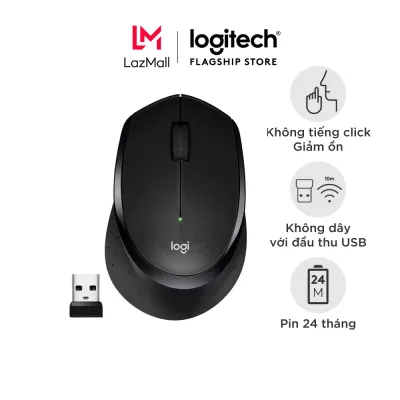 LM
LazMall
logitech®
FLAGSHIP STORE
Không tiếng click
Giảm ồn
10m
Không dây
với đầu thu USB
24
M
Pin 24 tháng
logi